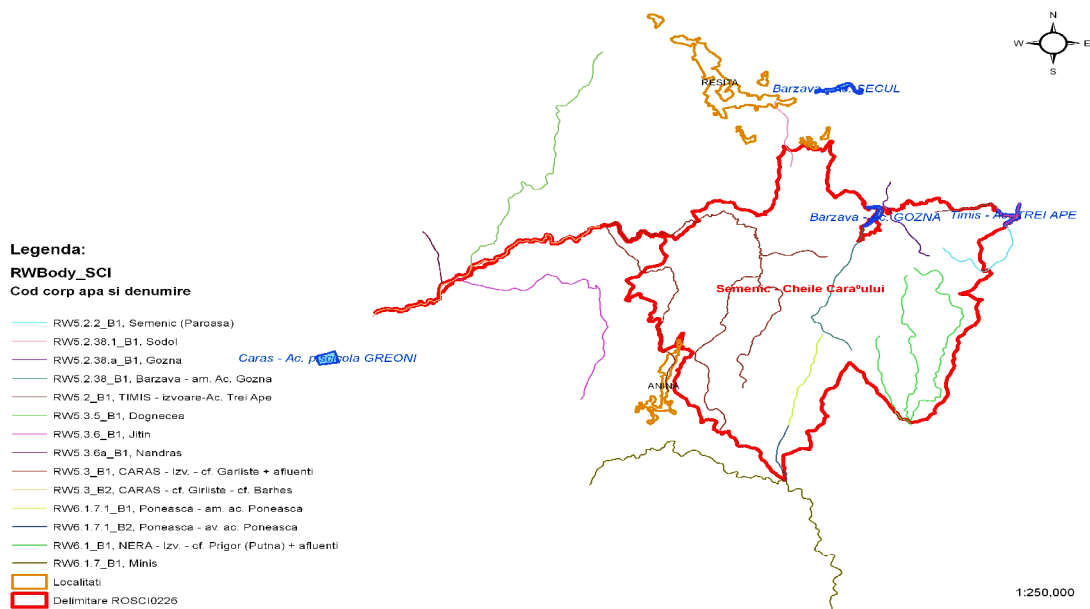 N
W E
S
RESITA
Barzava - Ac. SECUL
Barzava - Ac. GOZNA
Timis - Ac. TREI APE
Semenic - Cheile Caraºului
Caras - Ac. piscicola GREONI
ANINA
Legenda:
RWBody_SCI
Cod corp apa si denumire
RW5.2.2_B1, Semenic (Paroasa)
RW5.2.38.1_B1, Sodol
RW5.2.38.a_B1, Gozna
RW5.2.38_B1, Barzava - am. Ac. Gozna
RW5.2_B1, TIMIS - izvoare-Ac. Trei Ape
RW5.3.5_B1, Dognecea
RW5.3.6_B1, Jitin
RW5.3.6a_B1, Nandras
RW5.3_B1, CARAS - Izv. - cf. Garliste + afluenti
RW5.3_B2, CARAS - cf. Girliste - cf. Barhes
RW6.1.7.1_B1, Poneasca - am. ac. Poneasca
RW6.1.7.1_B2, Poneasca - av. ac. Poneasca
RW6.1_B1, NERA - Izv. - cf. Prigor (Putna) + afluenti
RW6.1.7_B1, Minis
Localitati
Delimitare ROSCI0226
1:250,000